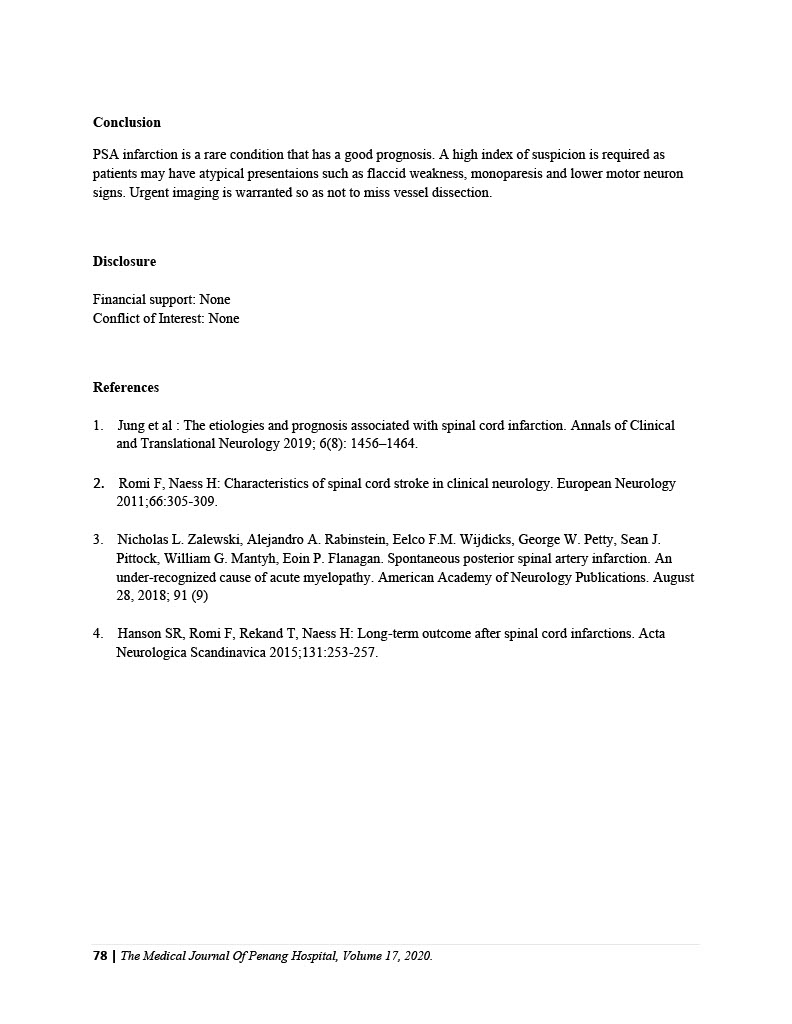 Conclusion
PSA infarction is a rare condition that has a good prognosis. A high index of suspicion is required as
patients may have atypical presentaions such as flaccid weakness, monoparesis and lower motor neuron
signs. Urgent imaging is warranted so as not to miss vessel dissection.
Disclosure
Financial support: None
Conflict of Interest: None
References
1. Jung et al : The etiologies and prognosis associated with spinal cord infarction. Annals of Clinical
and Translational Neurology 2019; 6(8): 1456–1464.
2. Romi F, Naess H: Characteristics of spinal cord stroke in clinical neurology. European Neurology
2011;66:305-309.
3. Nicholas L. Zalewski, Alejandro A. Rabinstein, Eelco F.M. Wijdicks, George W. Petty, Sean J.
Pittock, William G. Mantyh, Eoin P. Flanagan. Spontaneous posterior spinal artery infarction. An
under-recognized cause of acute myelopathy. American Academy of Neurology Publications. August
28, 2018; 91 (9)
4. Hanson SR, Romi F, Rekand T, Naess H: Long-term outcome after spinal cord infarctions. Acta
Neurologica Scandinavica 2015;131:253-257.
78 | The Medical Journal Of Penang Hospital, Volume 17, 2020.